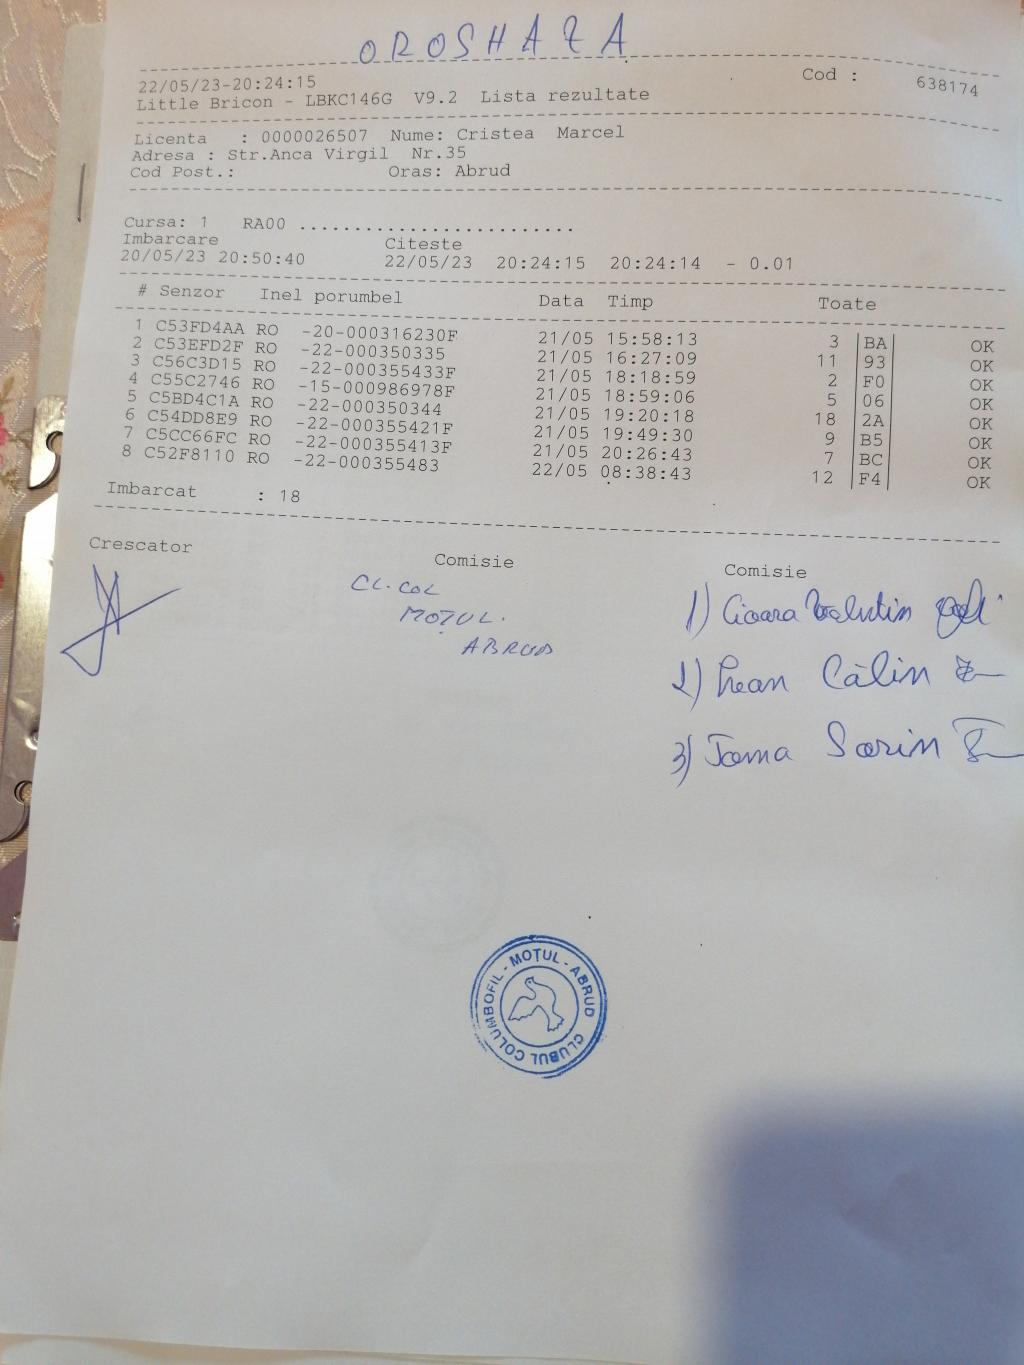 OROSHAZA
22/05/23-20:24:15 Cod : 638174
Little Bricon - LBKC146G V9.2 Lista rezultate
Licenta : 0000026507 Nume: Cristea Marcel
Adresa : Str.Anca Virgil Nr.35
Cod Post.: Oras: Abrud
Cursa: 1 RA00 .........................
Imbarcare Citeste
20/05/23 20:50:40 22/05/23 20:24:15 20:24:14 - 0.01
# Senzor Inel porumbel Data Timp Toate
1 C53FD4AA RO -20-000316230F 21/05 15:58:13 3 |BA| OK
2 C53EFD2F RO -22-000350335 21/05 16:27:09 11 |93| OK
3 C56C3D15 RO -22-000355433F 21/05 18:18:59 2 |F0| OK
4 C55C2746 RO -15-000986978F 21/05 18:59:06 5 |06| OK
5 C5BD4C1A RO -22-000350344 21/05 19:20:18 18 |2A| OK
6 C54DD8E9 RO -22-000355421F 21/05 19:49:30 9 |B5| OK
7 C5CC66FC RO -22-000355413F 21/05 20:26:43 7 |BC| OK
8 C52F8110 RO -22-000355483 22/05 08:38:43 12 |F4| OK
Imbarcat : 18
Crescator Comisie Comisie
CL. COL
MOȚUL.
ABRUD
1)
2) Călin
3) Toma Sorin
CLUBUL COLUMBOFIL - MOȚUL - ABRUD